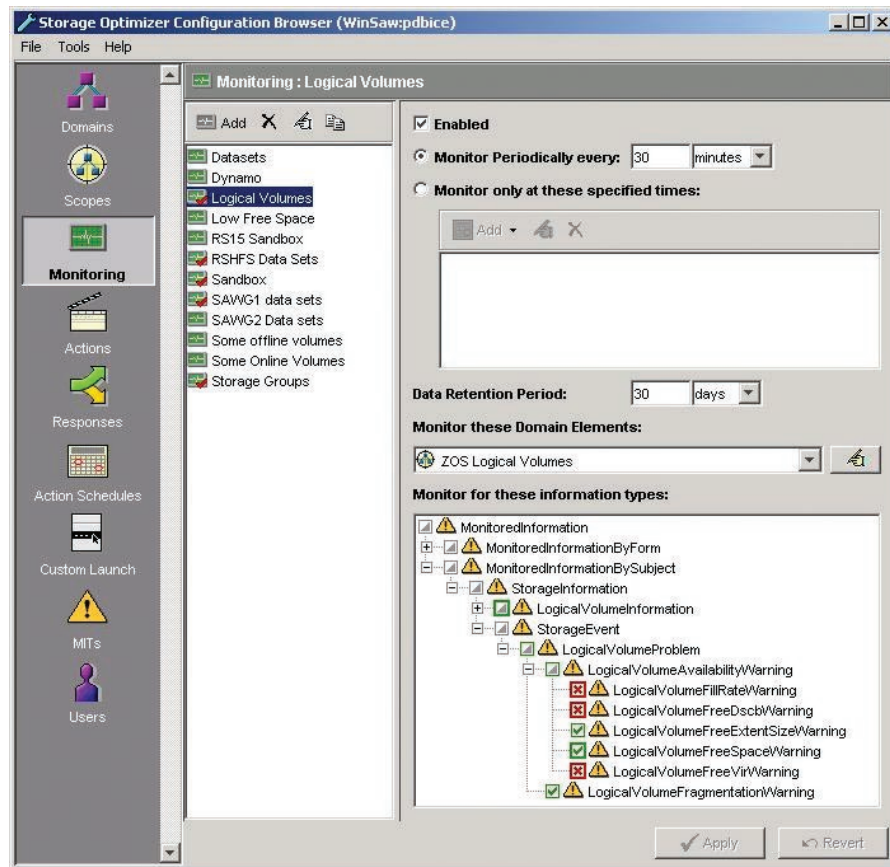 Storage Optimizer Configuration Browser (WinSaw:pdbice)
File Tools Help
Domains
Scopes
Monitoring
Actions
Responses
Action Schedules
Custom Launch
MITs
Users
Monitoring : Logical Volumes
Add
Datasets
Dynamo
Logical Volumes
Low Free Space
RS15 Sandbox
RSHFS Data Sets
Sandbox
SAWG1 data sets
SAWG2 Data sets
Some offline volumes
Some Online Volumes
Storage Groups
Enabled
Monitor Periodically every: 30 minutes
Monitor only at these specified times:
Add
Data Retention Period: 30 days
Monitor these Domain Elements:
ZOS Logical Volumes
Monitor for these information types:
MonitoredInformation
MonitoredInformationByForm
MonitoredInformationBySubject
StorageInformation
LogicalVolumeInformation
StorageEvent
LogicalVolumeProblem
LogicalVolumeAvailabilityWarning
LogicalVolumeFillRateWarning
LogicalVolumeFreeDscbWarning
LogicalVolumeFreeExtentSizeWarning
LogicalVolumeFreeSpaceWarning
LogicalVolumeFreeVirWarning
LogicalVolumeFragmentationWarning
Apply Revert